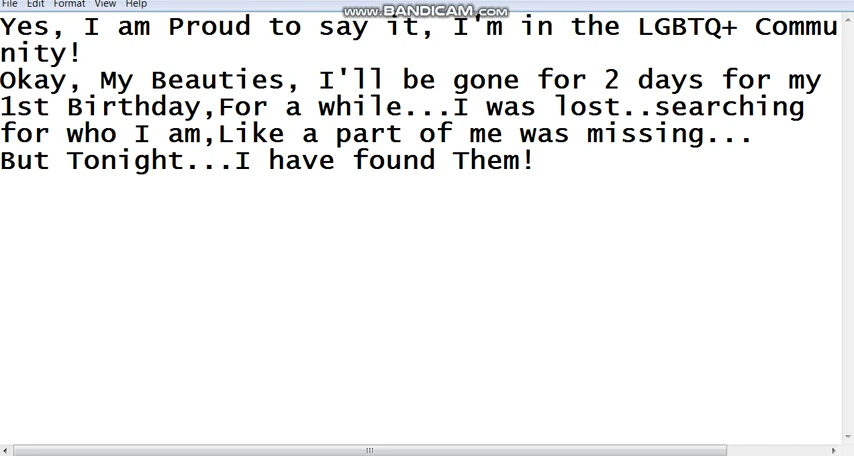 File Edit Format View Help
www.BANDICAM.com
Yes, I am Proud to say it, I'm in the LGBTQ+ Commu
nity!
Okay, My Beauties, I'll be gone for 2 days for my
1st Birthday,For a while...I was lost..searching
for who I am,Like a part of me was missing...
But Tonight...I have found Them!